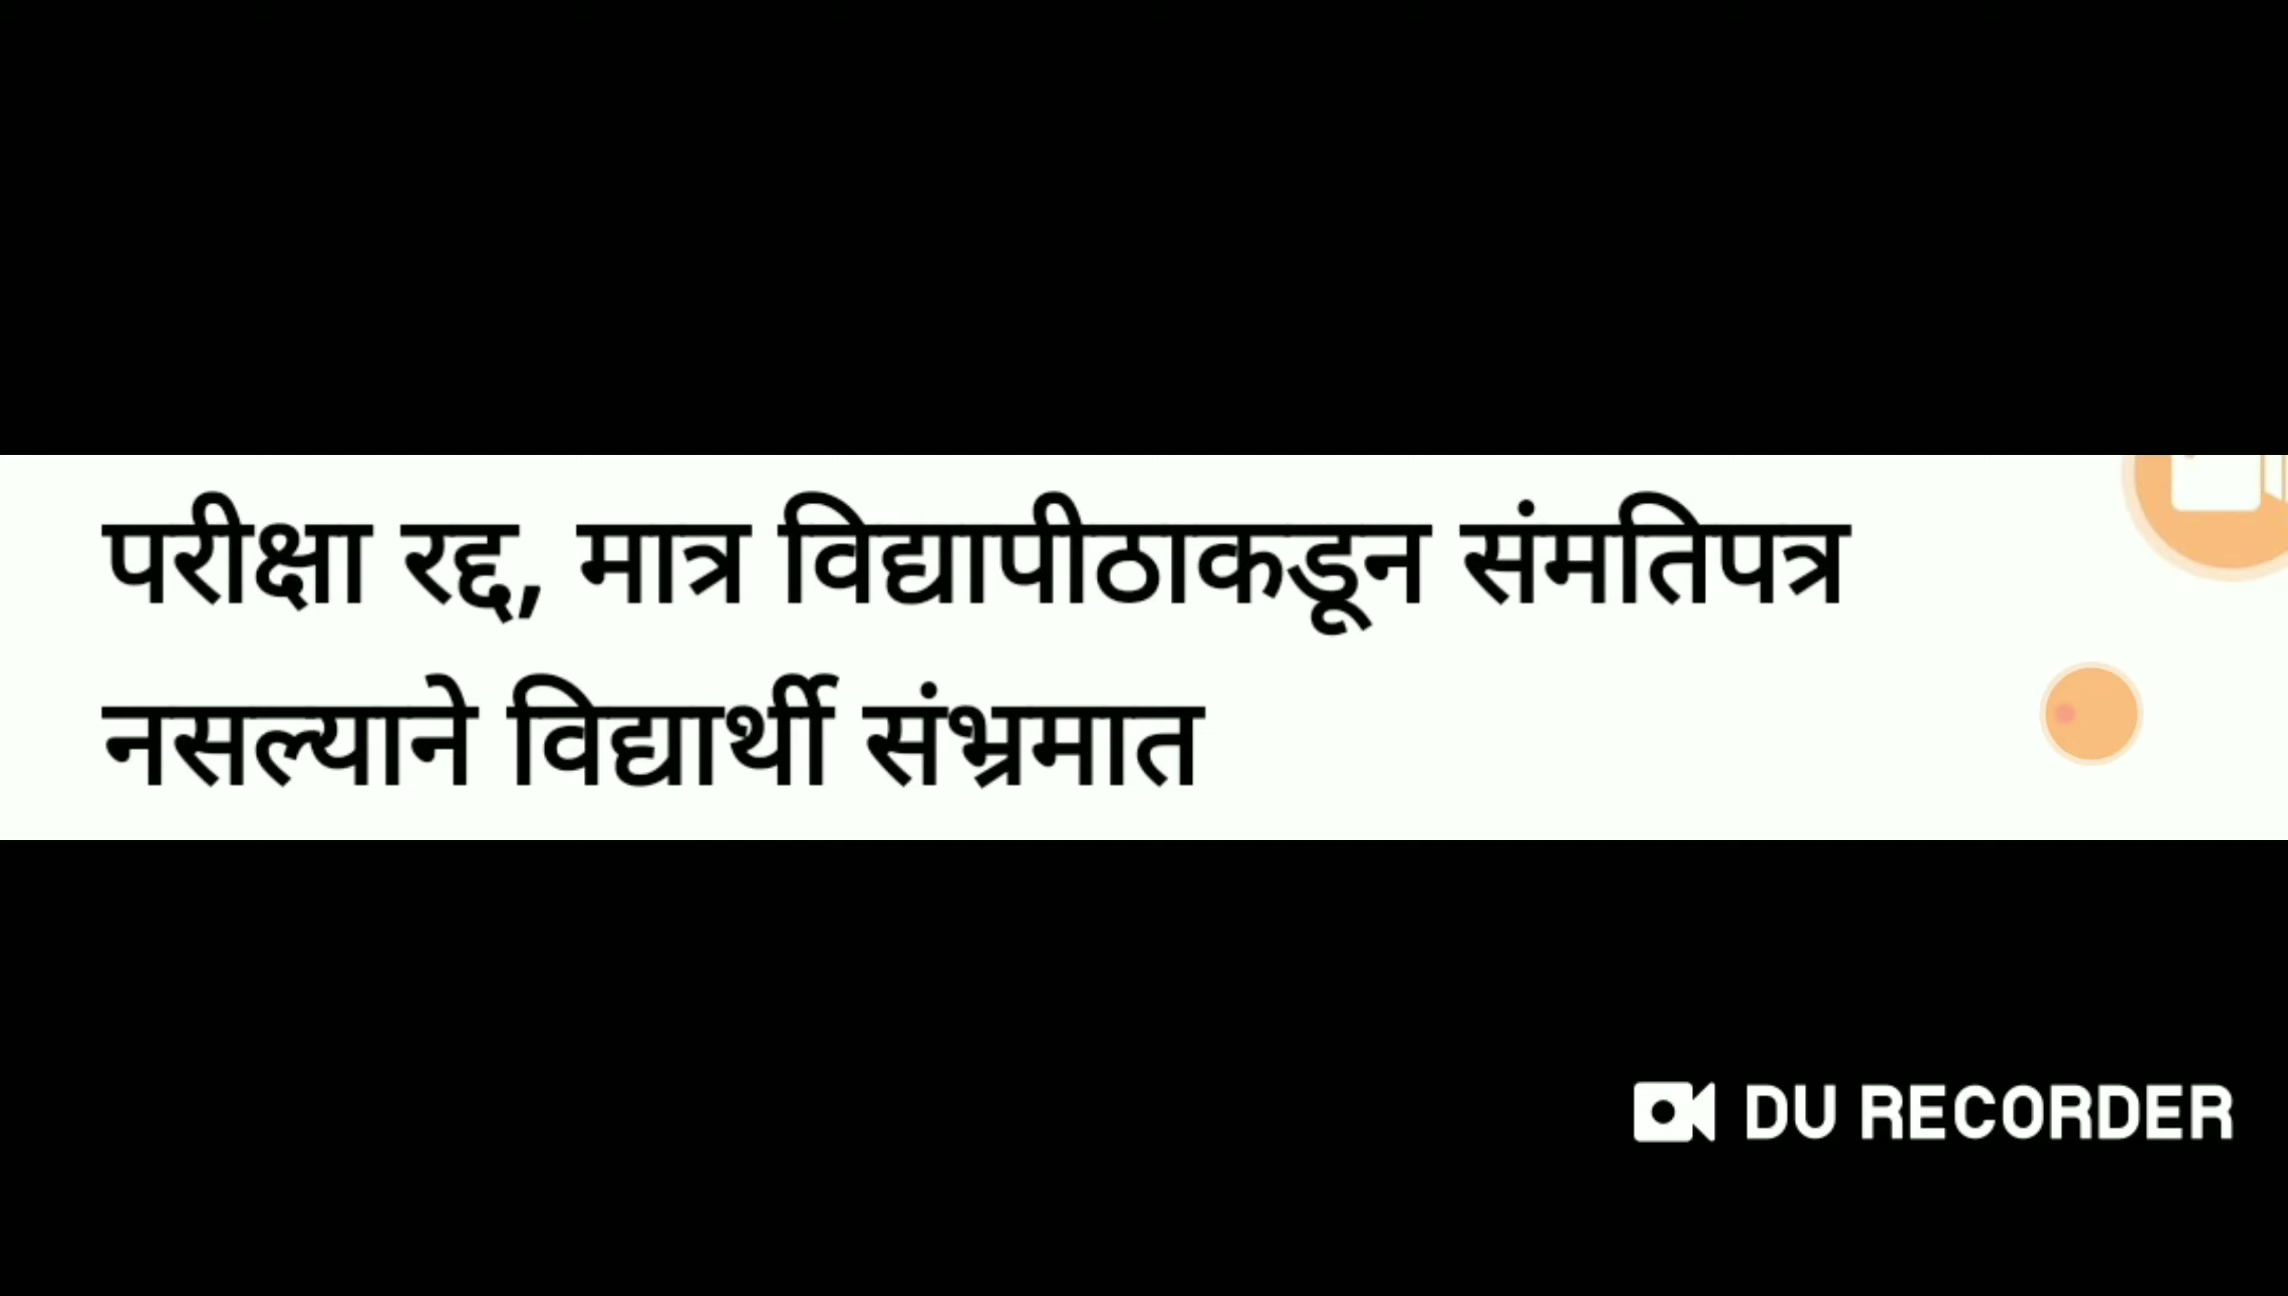 परीक्षा रद्द, मात्र विद्यापीठाकडून संमतिपत्र
नसल्याने विद्यार्थी संभ्रमात
DU RECORDER